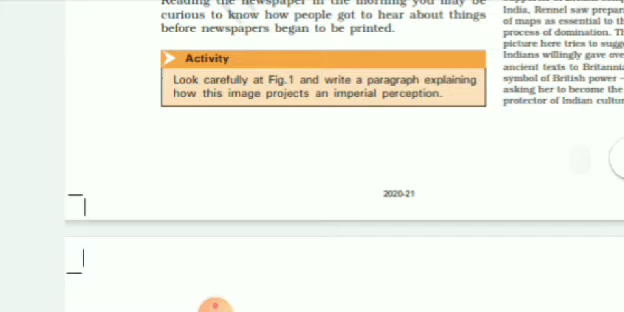 Reading the newspaper in the morning you may be
curious to know how people got to hear about things
before newspapers began to be printed.
Activity
Look carefully at Fig.1 and write a paragraph explaining
how this image projects an imperial perception.
India, Rennel saw prepar
of maps as essential to th
process of domination. Th
picture here tries to sugge
Indians willingly gave ove
ancient texts to Britannia
symbol of British power –
asking her to become the
protector of Indian cultur
2020-21